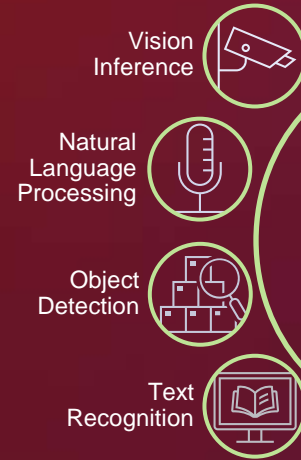 Vision
Inference
Natural
Language
Processing
Object
Detection
Text
Recognition